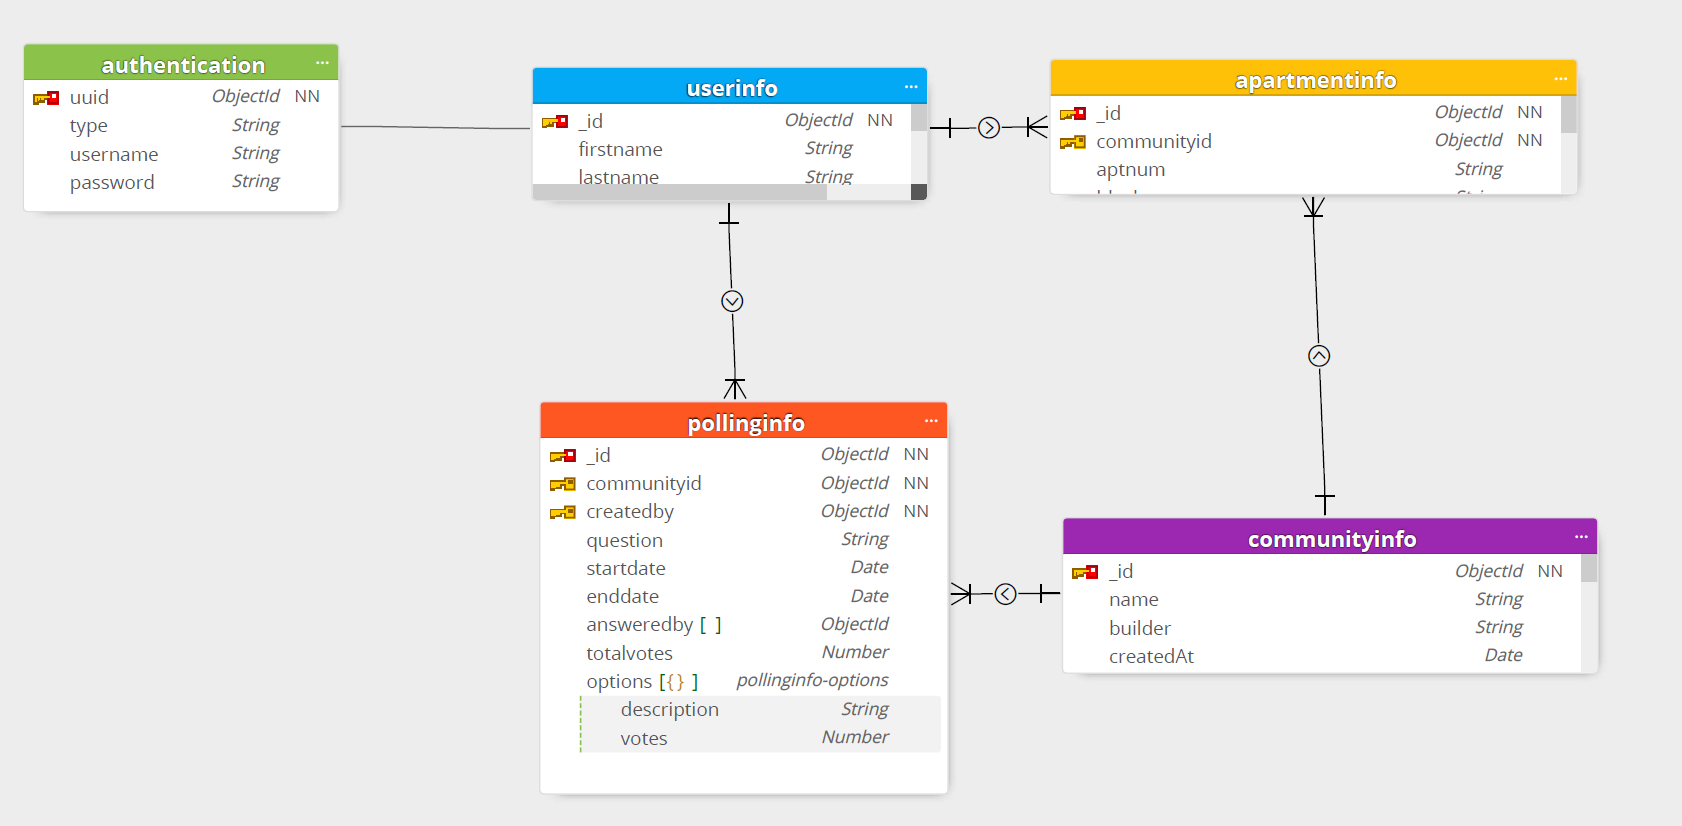 authentication ...
uuid ObjectId NN
type String
username String
password String
userinfo ...
_id ObjectId NN
firstname String
lastname String
apartmentinfo ...
_id ObjectId NN
communityid ObjectId NN
aptnum String
pollinginfo ...
_id ObjectId NN
communityid ObjectId NN
createdby ObjectId NN
question String
startdate Date
enddate Date
answeredby [ ] ObjectId
totalvotes Number
options [{} ] pollinginfo-options
description String
votes Number
communityinfo ...
_id ObjectId NN
name String
builder String
createdAt Date